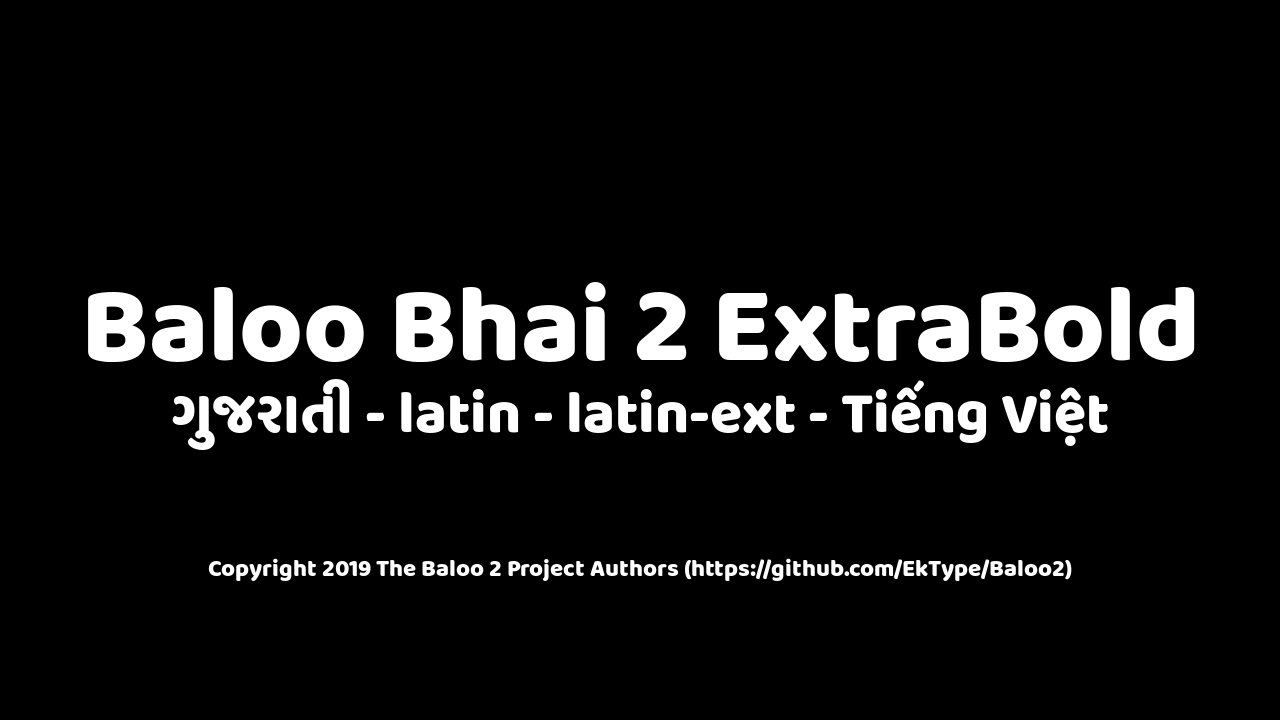 Baloo Bhai 2 ExtraBold
ગુજરાતી - latin - latin-ext - Tiếng Việt
Copyright 2019 The Baloo 2 Project Authors (https://github.com/EkType/Baloo2)